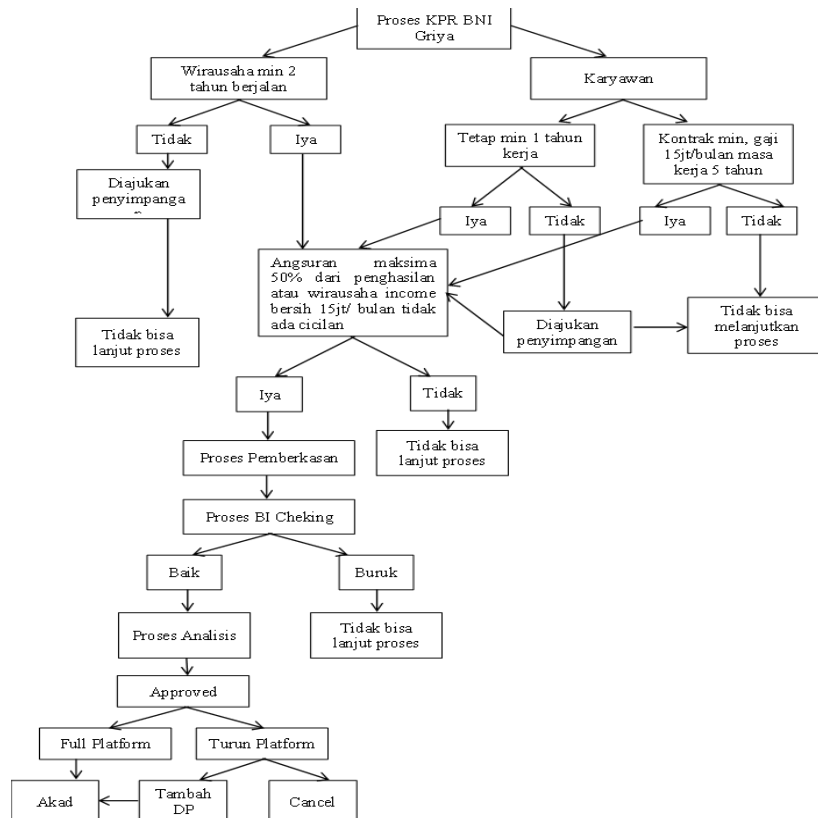 Proses KPR BNI
Griya
Wirausaha min 2
tahun berjalan
Karyawan
Tidak
Iya
Tetap min 1 tahun
kerja
Kontrak min, gaji
15jt/bulan masa
kerja 5 tahun
Diajukan
penyimpanga
n
Iya
Tidak
Iya
Tidak
Angsuran maksima
50% dari penghasilan
atau wirausaha income
bersih 15jt/ bulan tidak
ada cicilan
Tidak bisa
lanjut proses
Diajukan
penyimpangan
Tidak bisa
melanjutkan
proses
Iya
Tidak
Proses Pemberkasan
Tidak bisa
lanjut proses
Proses BI Cheking
Baik
Buruk
Proses Analisis
Tidak bisa
lanjut proses
Approved
Full Platform
Turun Platform
Akad
Tambah
DP
Cancel